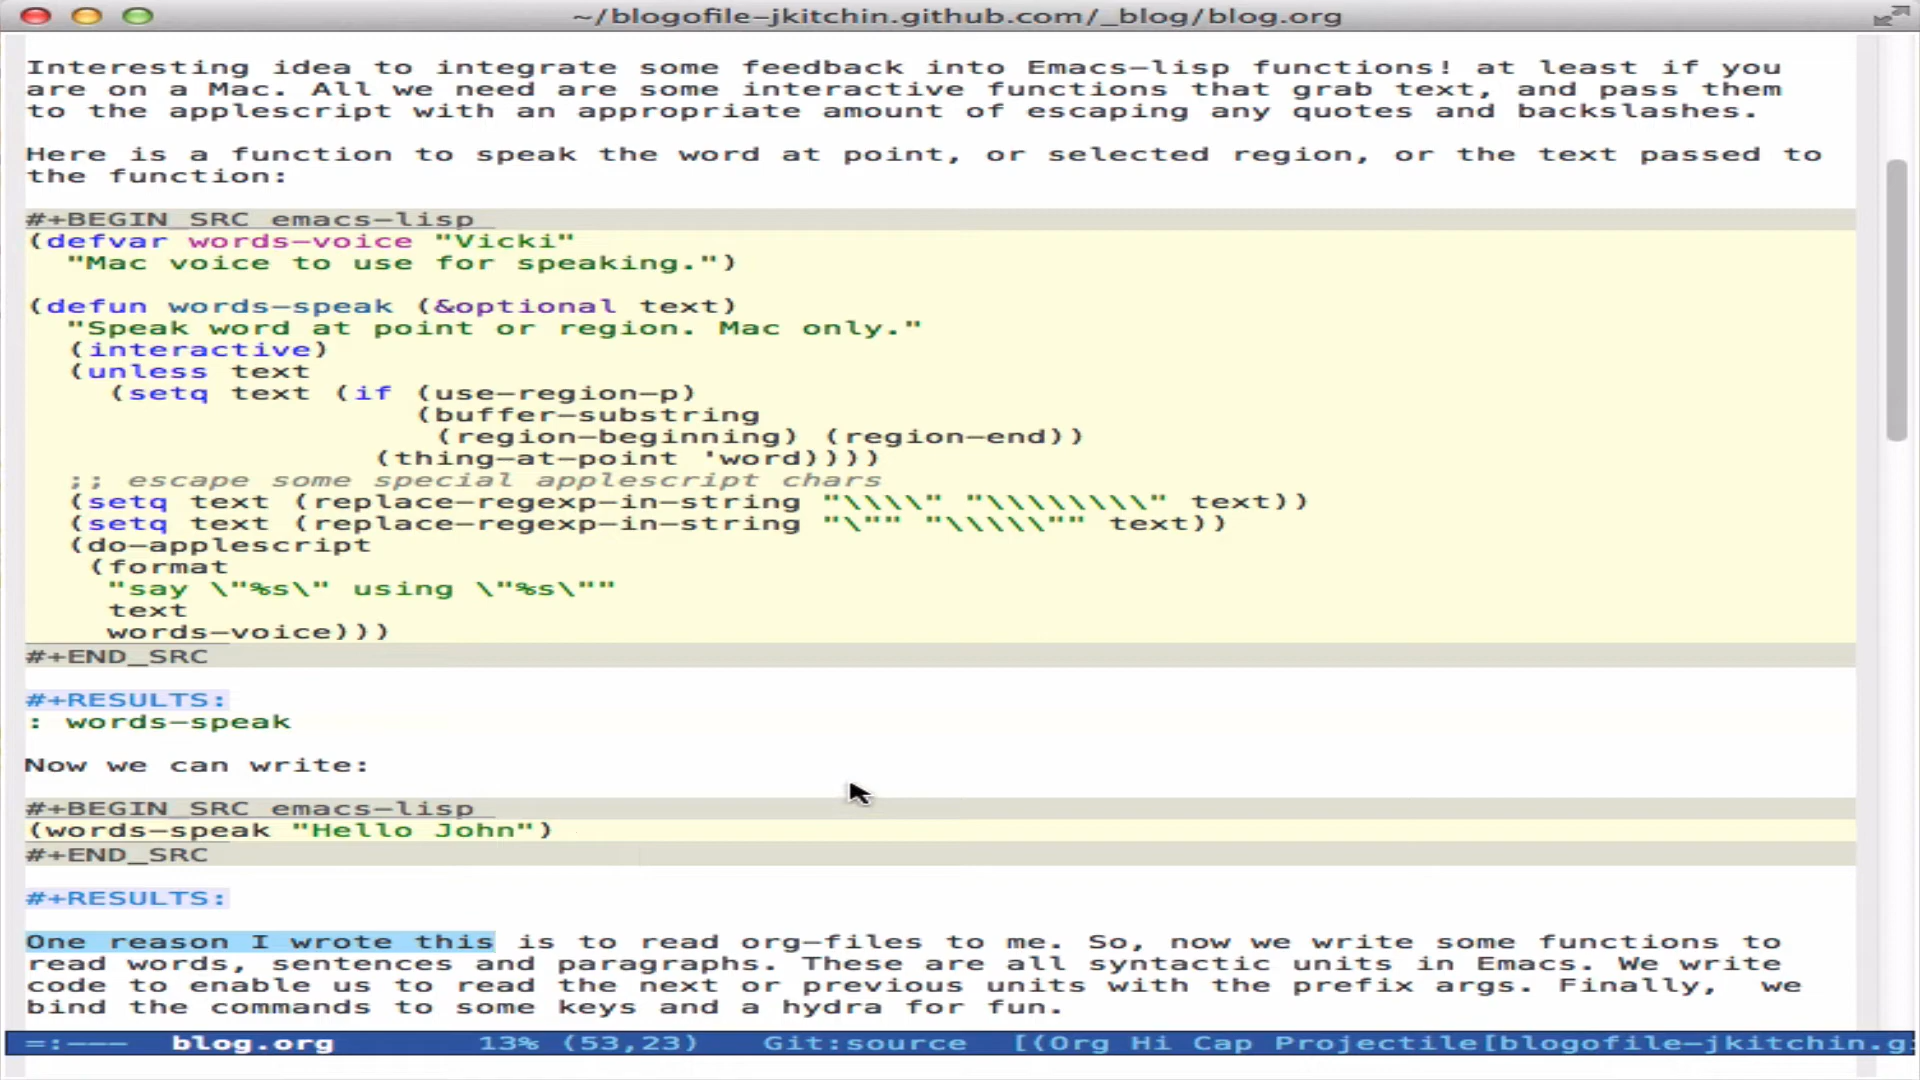 ~/blogofile-jkitchin.github.com/_blog/blog.org
Interesting idea to integrate some feedback into Emacs-lisp functions! at least if you
are on a Mac. All we need are some interactive functions that grab text, and pass them
to the applescript with an appropriate amount of escaping any quotes and backslashes.
Here is a function to speak the word at point, or selected region, or the text passed to
the function:
#+BEGIN_SRC emacs-lisp
(defvar words-voice "Vicki"
  "Mac voice to use for speaking.")
(defun words-speak (&optional text)
  "Speak word at point or region. Mac only."
  (interactive)
  (unless text
    (setq text (if (use-region-p)
                   (buffer-substring
                    (region-beginning) (region-end))
                 (thing-at-point 'word))))
  ;; escape some special applescript chars
  (setq text (replace-regexp-in-string "\\\\" "\\\\\\\\" text))
  (setq text (replace-regexp-in-string "\"" "\\\\\"" text))
  (do-applescript
   (format
    "say \"%s\" using \"%s\""
    text
    words-voice)))
#+END_SRC
#+RESULTS:
: words-speak
Now we can write:
#+BEGIN_SRC emacs-lisp
(words-speak "Hello John")
#+END_SRC
#+RESULTS:
One reason I wrote this is to read org-files to me. So, now we write some functions to
read words, sentences and paragraphs. These are all syntactic units in Emacs. We write
code to enable us to read the next or previous units with the prefix args. Finally,  we
bind the commands to some keys and a hydra for fun.
=:--- blog.org 13% (53,23) Git:source [(Org Hi Cap Projectile[blogofile-jkitchin.g